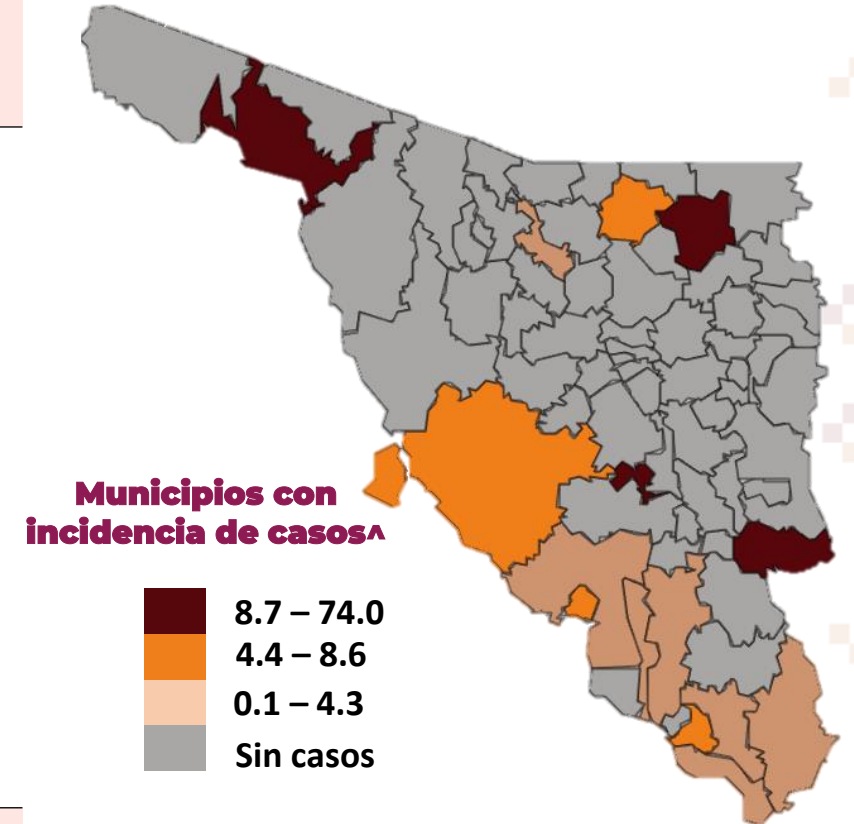 Municipios con
incidencia de casos^
8.7 – 74.0
4.4 – 8.6
0.1 – 4.3
Sin casos